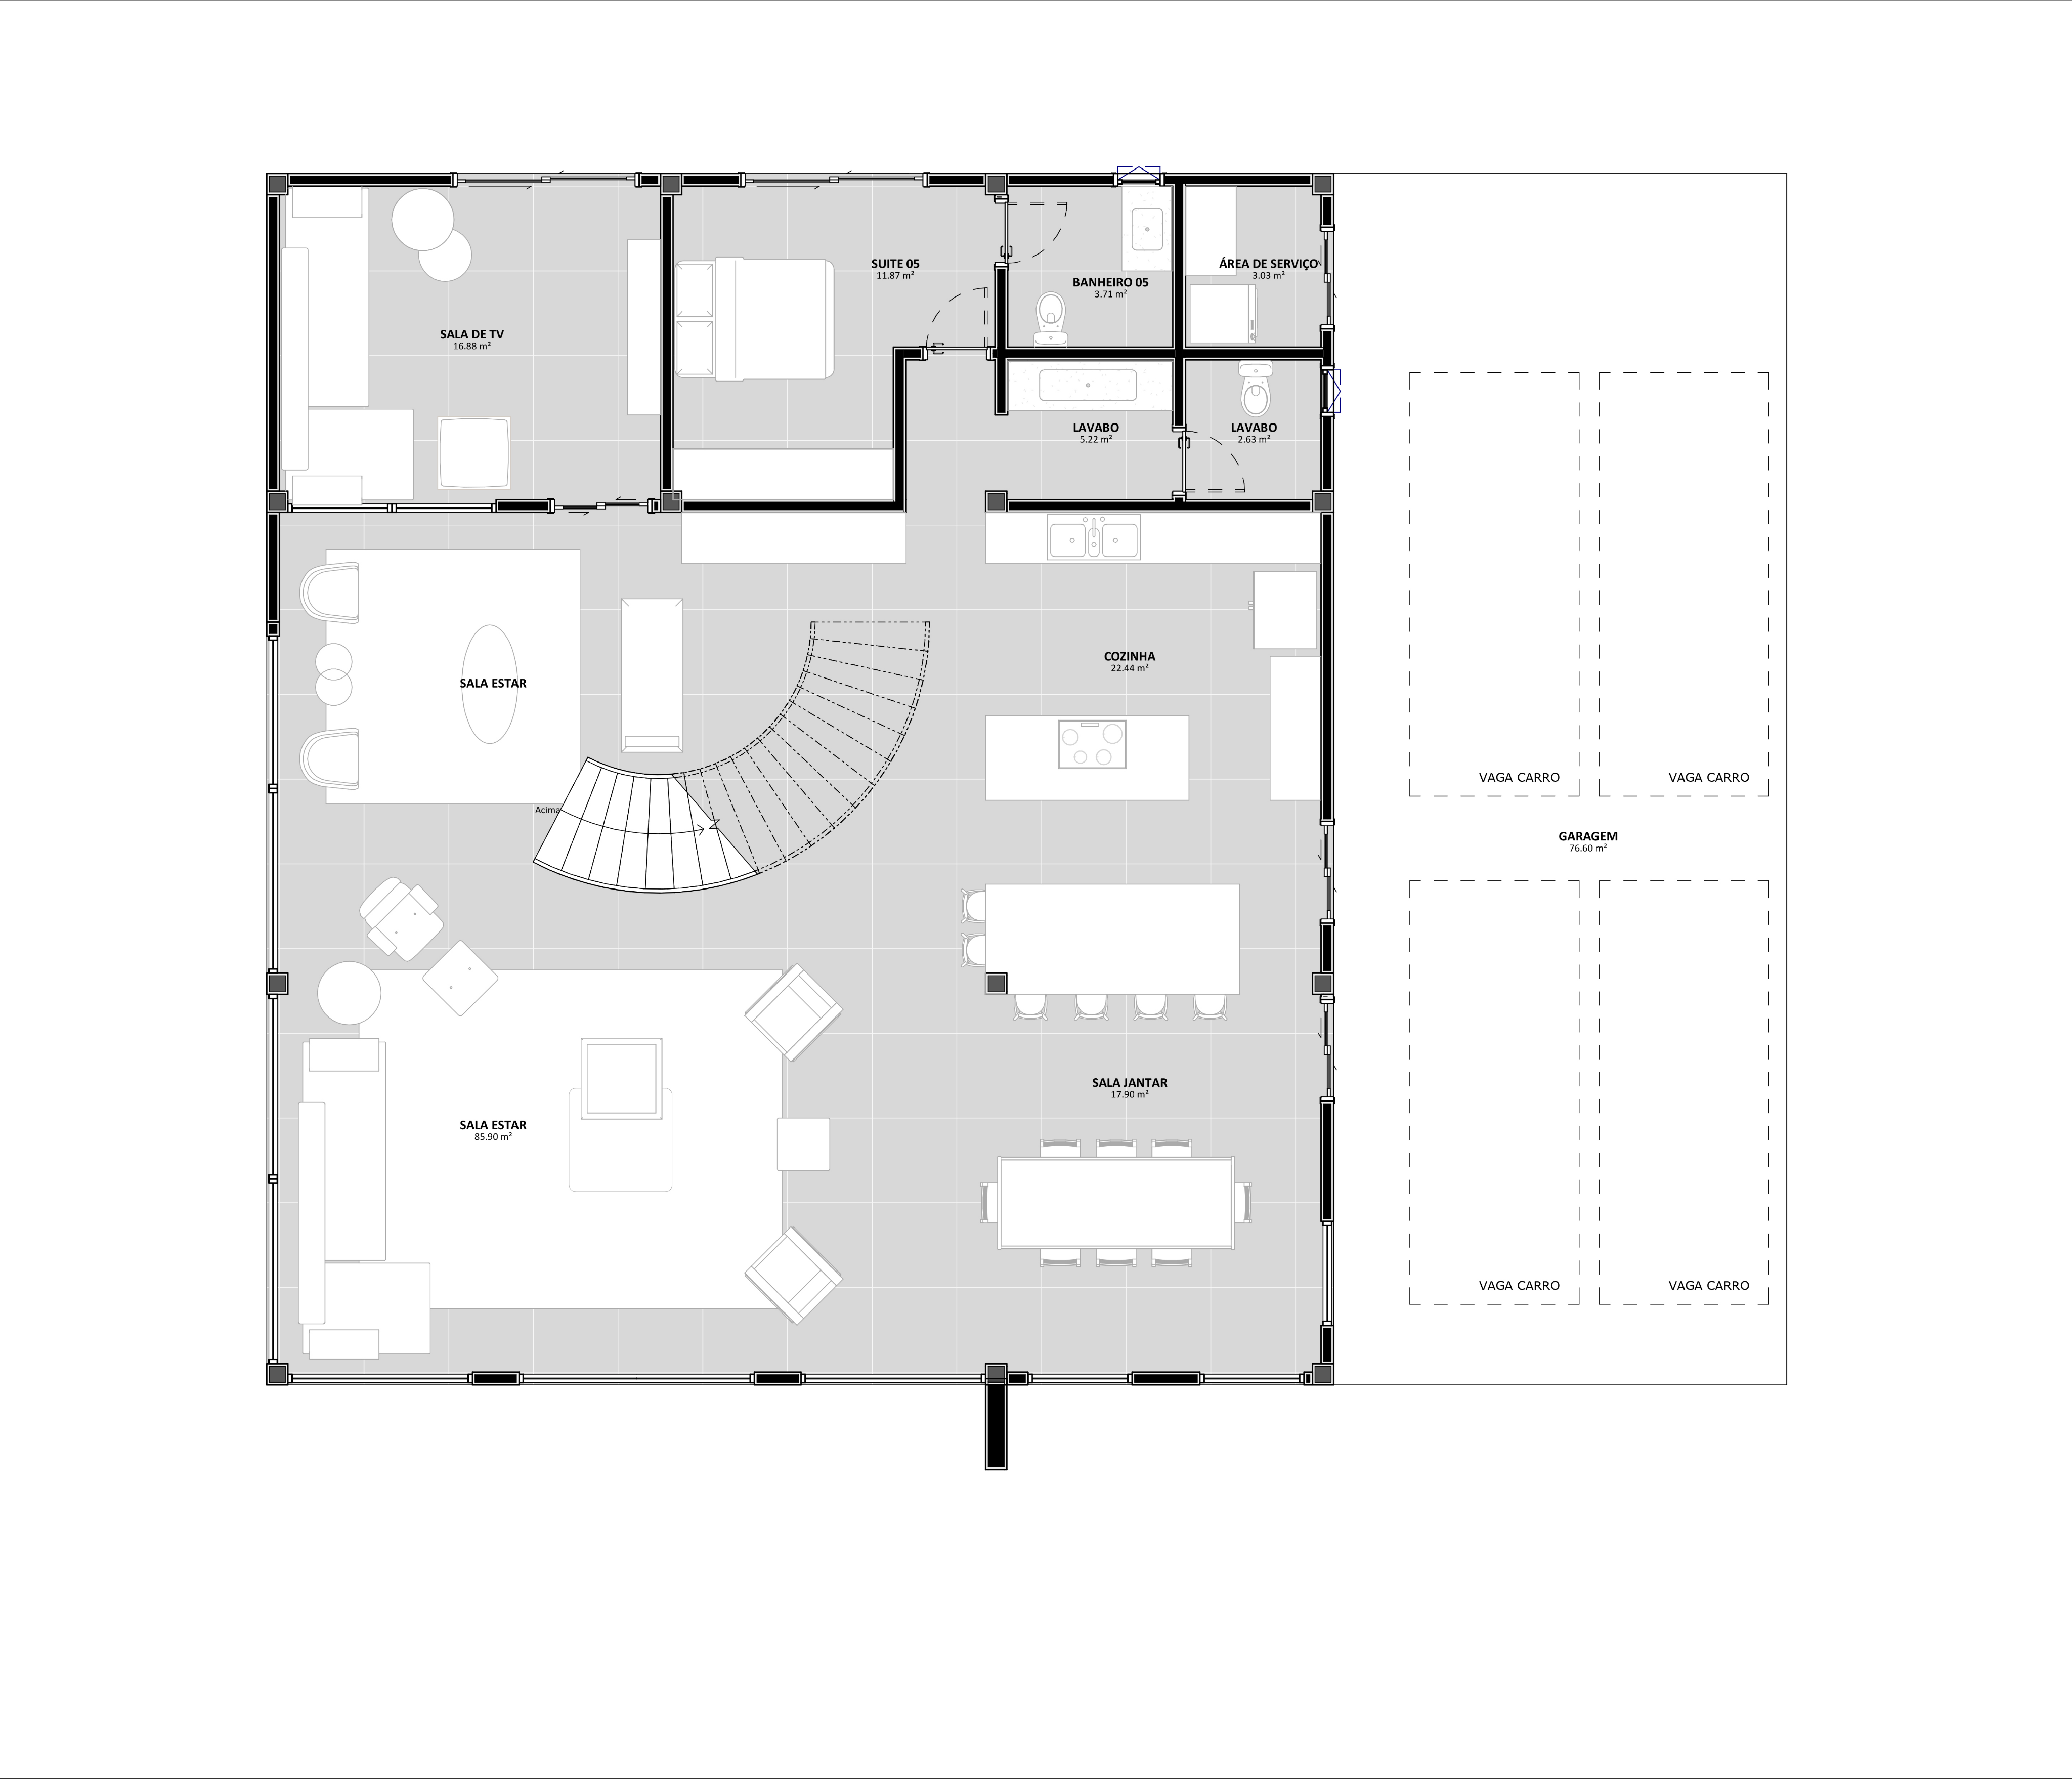 SUITE 05
11.87 m²
ÁREA DE SERVIÇO
3.03 m²
BANHEIRO 05
3.71 m²
SALA DE TV
16.88 m²
LAVABO
5.22 m²
LAVABO
2.63 m²
COZINHA
22.44 m²
SALA ESTAR
Acima
VAGA CARRO
VAGA CARRO
GARAGEM
76.60 m²
SALA JANTAR
17.90 m²
SALA ESTAR
85.90 m²
VAGA CARRO
VAGA CARRO